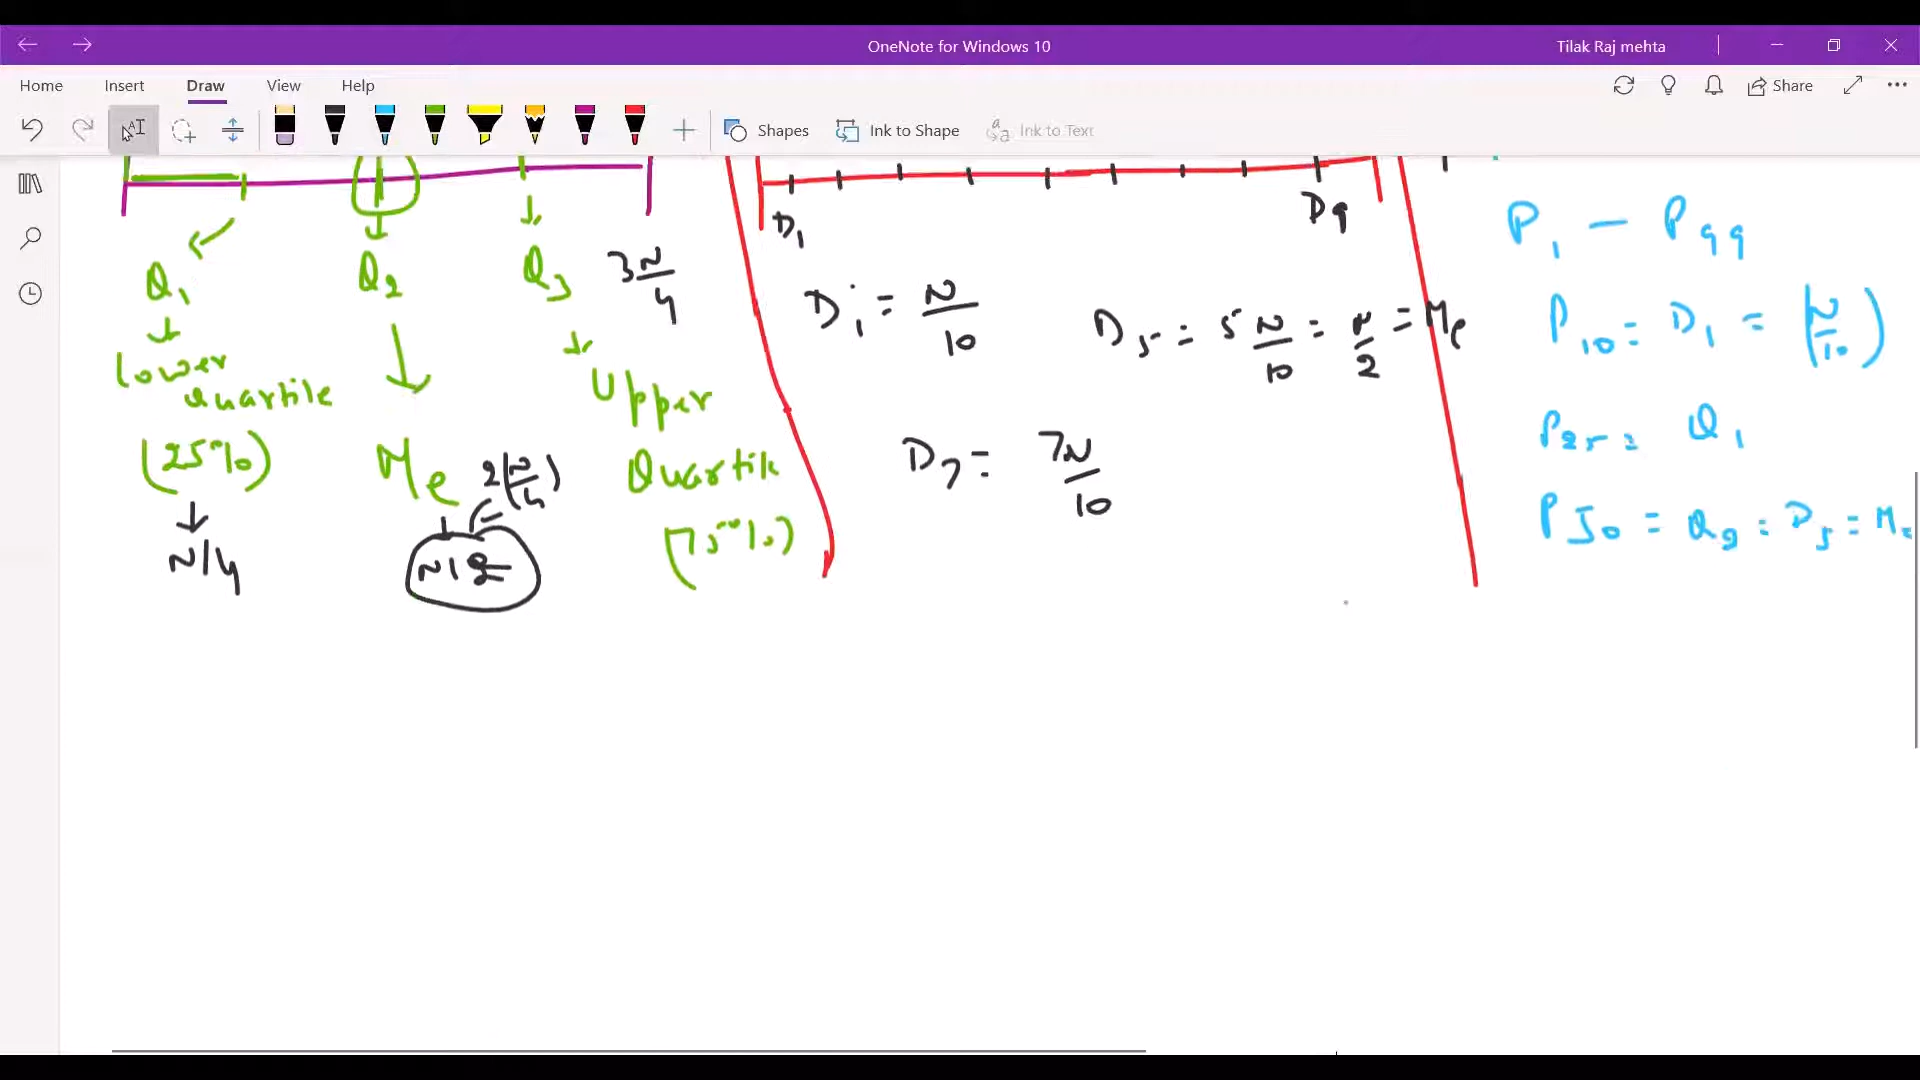 OneNote for Windows 10
Tilak Raj mehta
Home Insert Draw View Help
Share
Shapes Ink to Shape Ink to Text
Q1
lower
quartile
(25%)
N/4
Q2
Me
2(N/4)
N/2
Q3 3N/4
Upper
Quartile
(75%)
D1 D9
D1 = N/10
D5 = 5 N/10 = N/2 = Me
D7 = 7N/10
P1 - P99
P10 = D1 = (N/10)
P25 = Q1
P50 = Q2 = D5 = Me